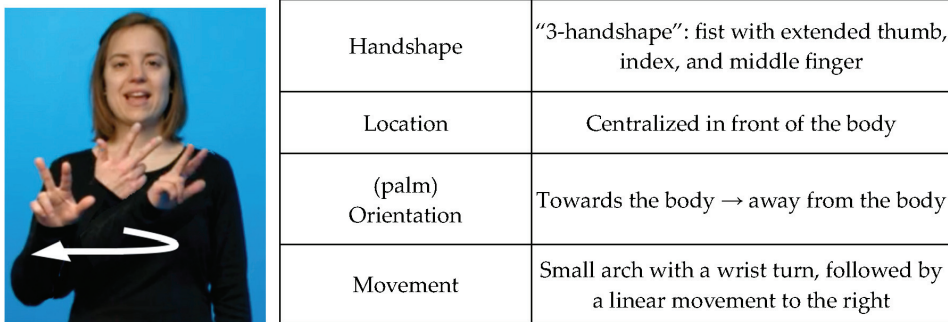 Handshape
“3-handshape”: fist with extended thumb,
index, and middle finger
Location
Centralized in front of the body
(palm)
Orientation
Towards the body → away from the body
Movement
Small arch with a wrist turn, followed by
a linear movement to the right